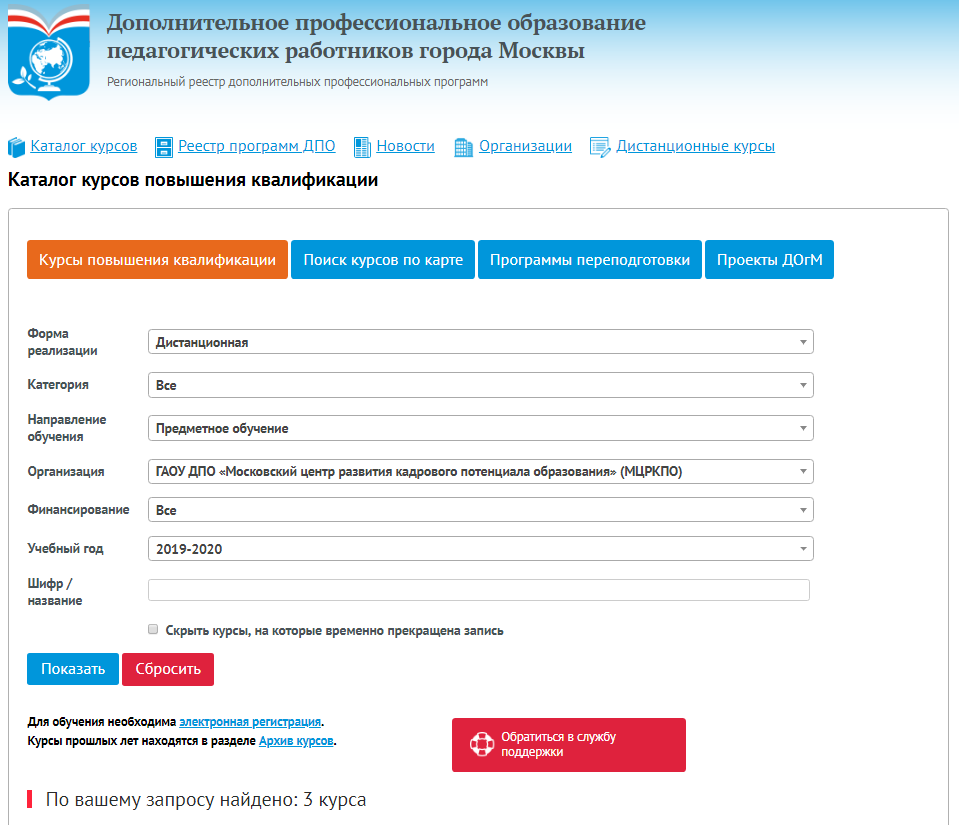 Дополнительное профессиональное образование
педагогических работников города Москвы
Региональный реестр дополнительных профессиональных программ
Каталог курсов Реестр программ ДПО Новости Организации Дистанционные курсы
Каталог курсов повышения квалификации
Курсы повышения квалификации Поиск курсов по карте Программы переподготовки Проекты ДОгМ
Форма
реализации
Дистанционная
Категория
Все
Направление
обучения
Предметное обучение
Организация
ГАОУ ДПО «Московский центр развития кадрового потенциала образования» (МЦРКПО)
Финансирование
Все
Учебный год
2019-2020
Шифр /
название
Скрыть курсы, на которые временно прекращена запись
Показать Сбросить
Для обучения необходима электронная регистрация.
Курсы прошлых лет находятся в разделе Архив курсов.
Обратиться в службу
поддержки
По вашему запросу найдено: 3 курса